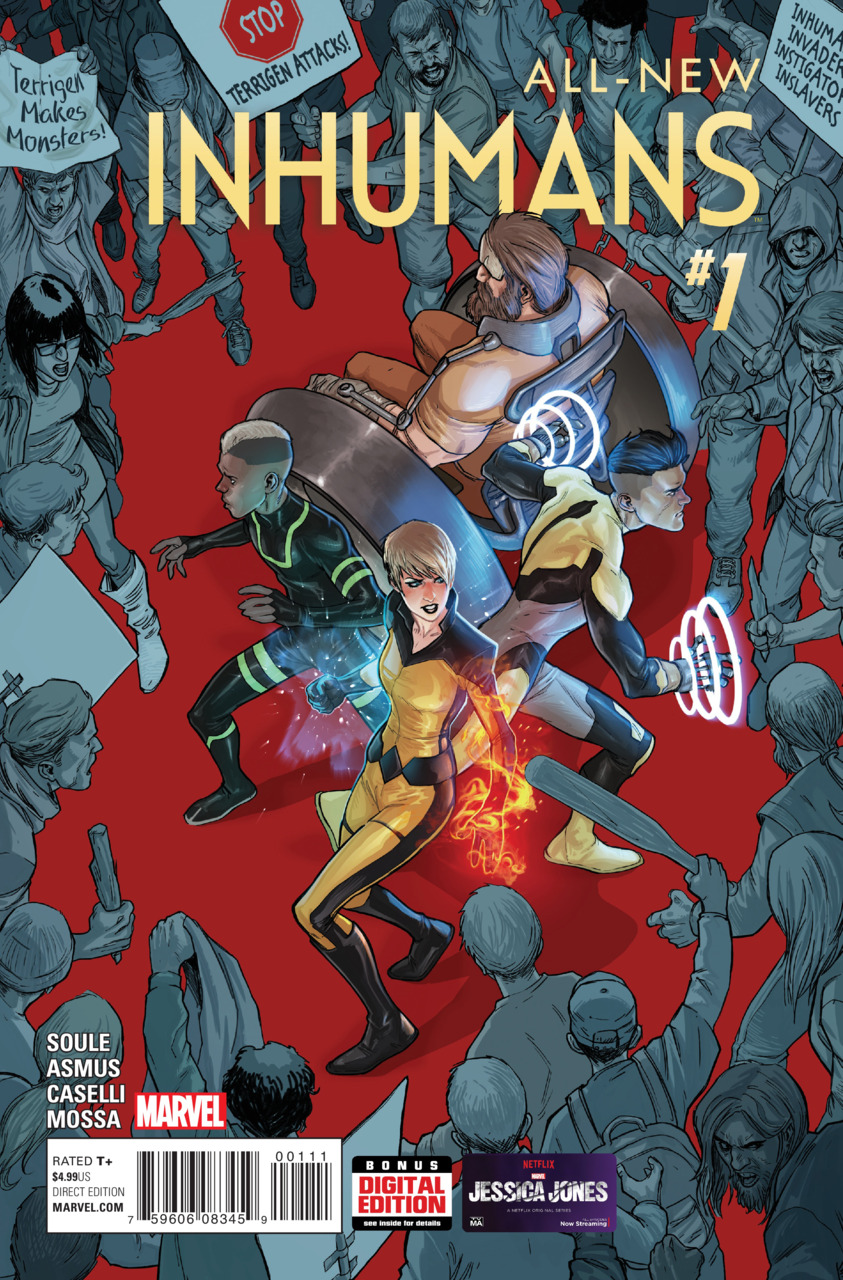 STOP
TERRIGEN ATTACKS!
Terrigen
Makes
Monsters!
INHUMA
INVADER
INSTIGATOR
INSLAVERS
ALL-NEW
INHUMANS
TM
#1
SOULE
ASMUS
CASELLI
MOSSA
MARVEL
RATED T+
$4.99US
DIRECT EDITION
MARVEL.COM
00111
7 59606 08345 9
BONUS
DIGITAL
EDITION
see inside for details
NETFLIX
MARVEL
JESSICA JONES
A NETFLIX ORIGINAL SERIES
MA
Now Streaming